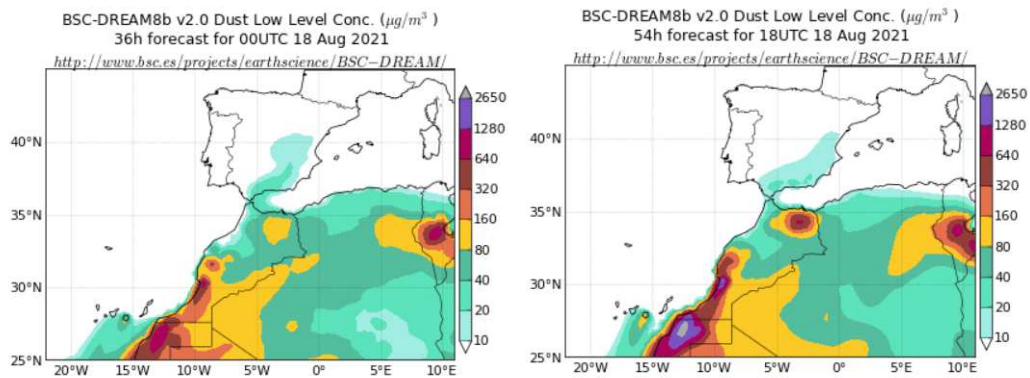 BSC-DREAM8b v2.0 Dust Low Level Conc. (μg/m³ )
36h forecast for 00UTC 18 Aug 2021
http://www.bsc.es/projects/earthscience/BSC−DREAM/
40°N
35°N
30°N
25°N
20°W 15°W 10°W 5°W 0°E 5°E 10°E
2650
1280
640
320
160
80
40
20
10
BSC-DREAM8b v2.0 Dust Low Level Conc. (μg/m³ )
54h forecast for 18UTC 18 Aug 2021
http://www.bsc.es/projects/earthscience/BSC−DREAM/
40°N
35°N
30°N
25°N
20°W 15°W 10°W 5°W 0°E 5°E 10°E
2650
1280
640
320
160
80
40
20
10